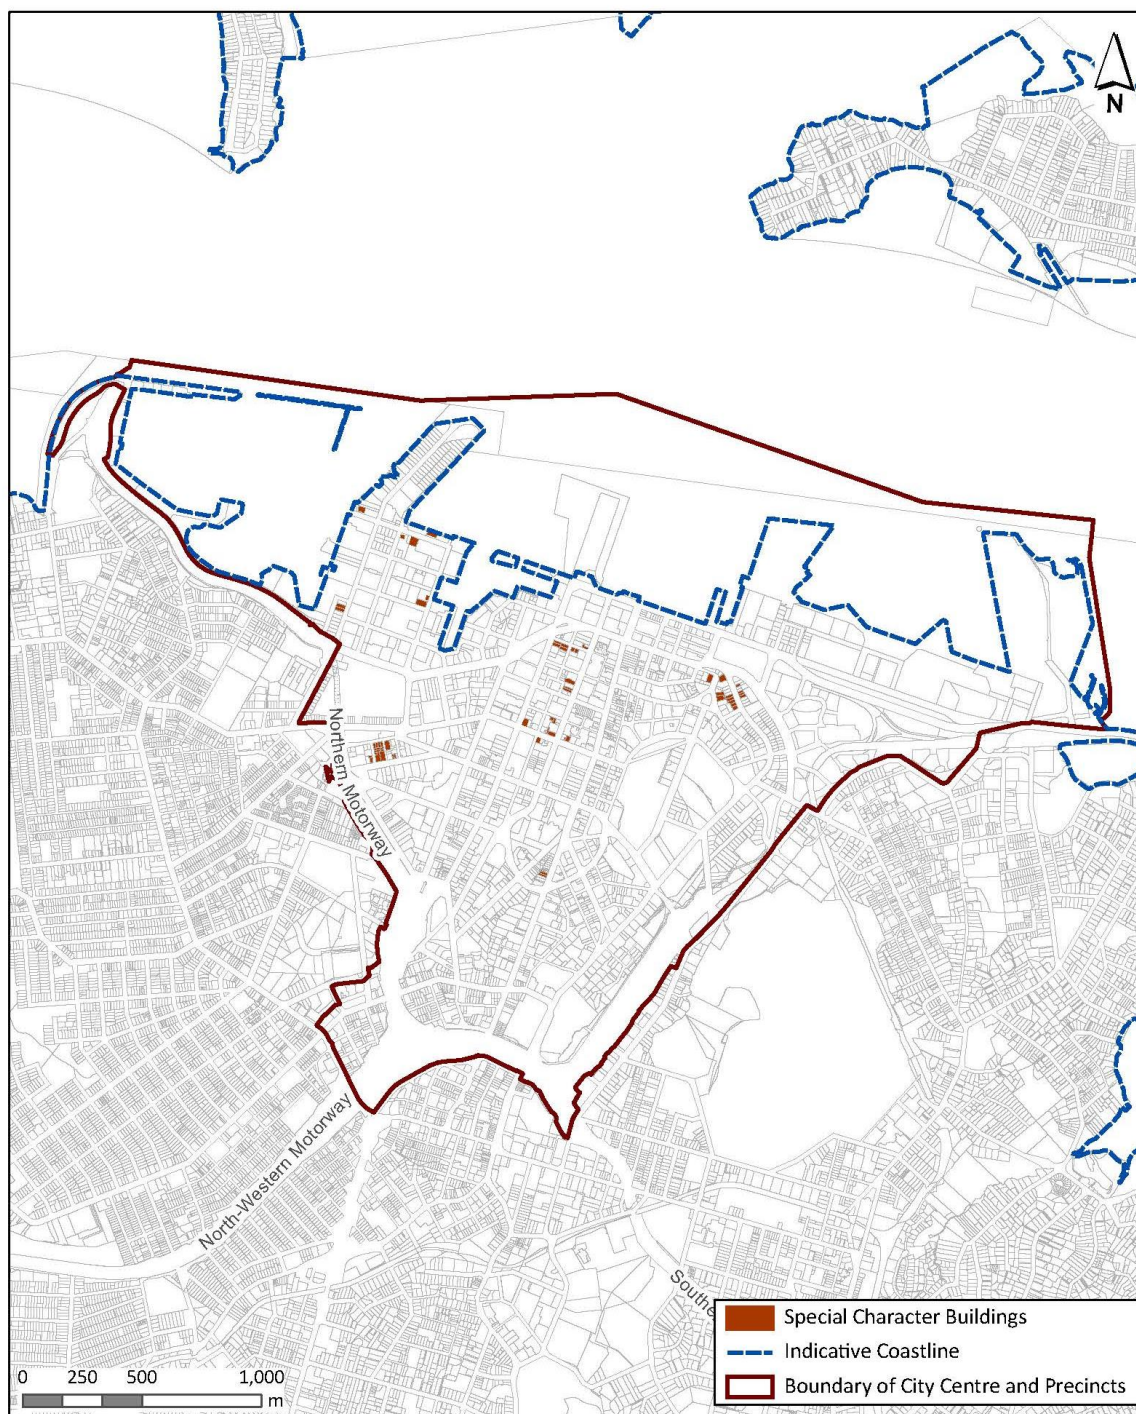 N
Northern Motorway
North-Western Motorway
Southe
Special Character Buildings
Indicative Coastline
Boundary of City Centre and Precincts
0 250 500 1,000
m